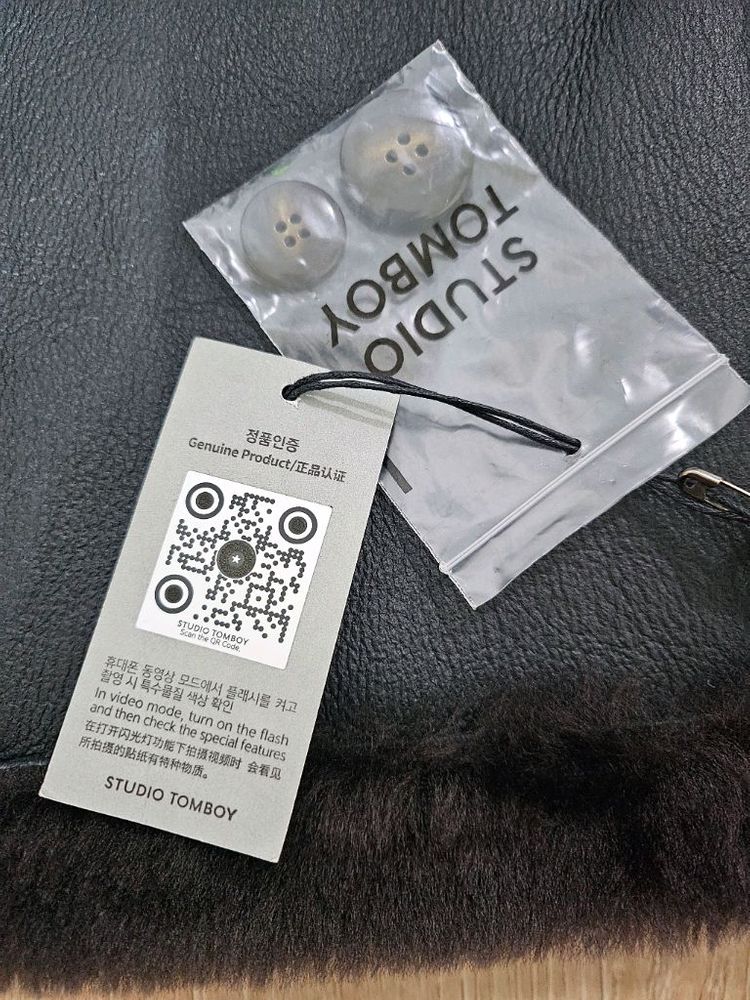 STUDIO
TOMBOY
정품인증
Genuine Product/正品认证
STUDIO TOMBOY
Scan the QR Code.
휴대폰 동영상 모드에서 플래시를 켜고
촬영 시 특수물질 색상 확인
In video mode, turn on the flash
and then check the special features
在打开闪光灯功能下拍摄视频时 会看见
所拍摄的贴纸有特种物质。
STUDIO TOMBOY